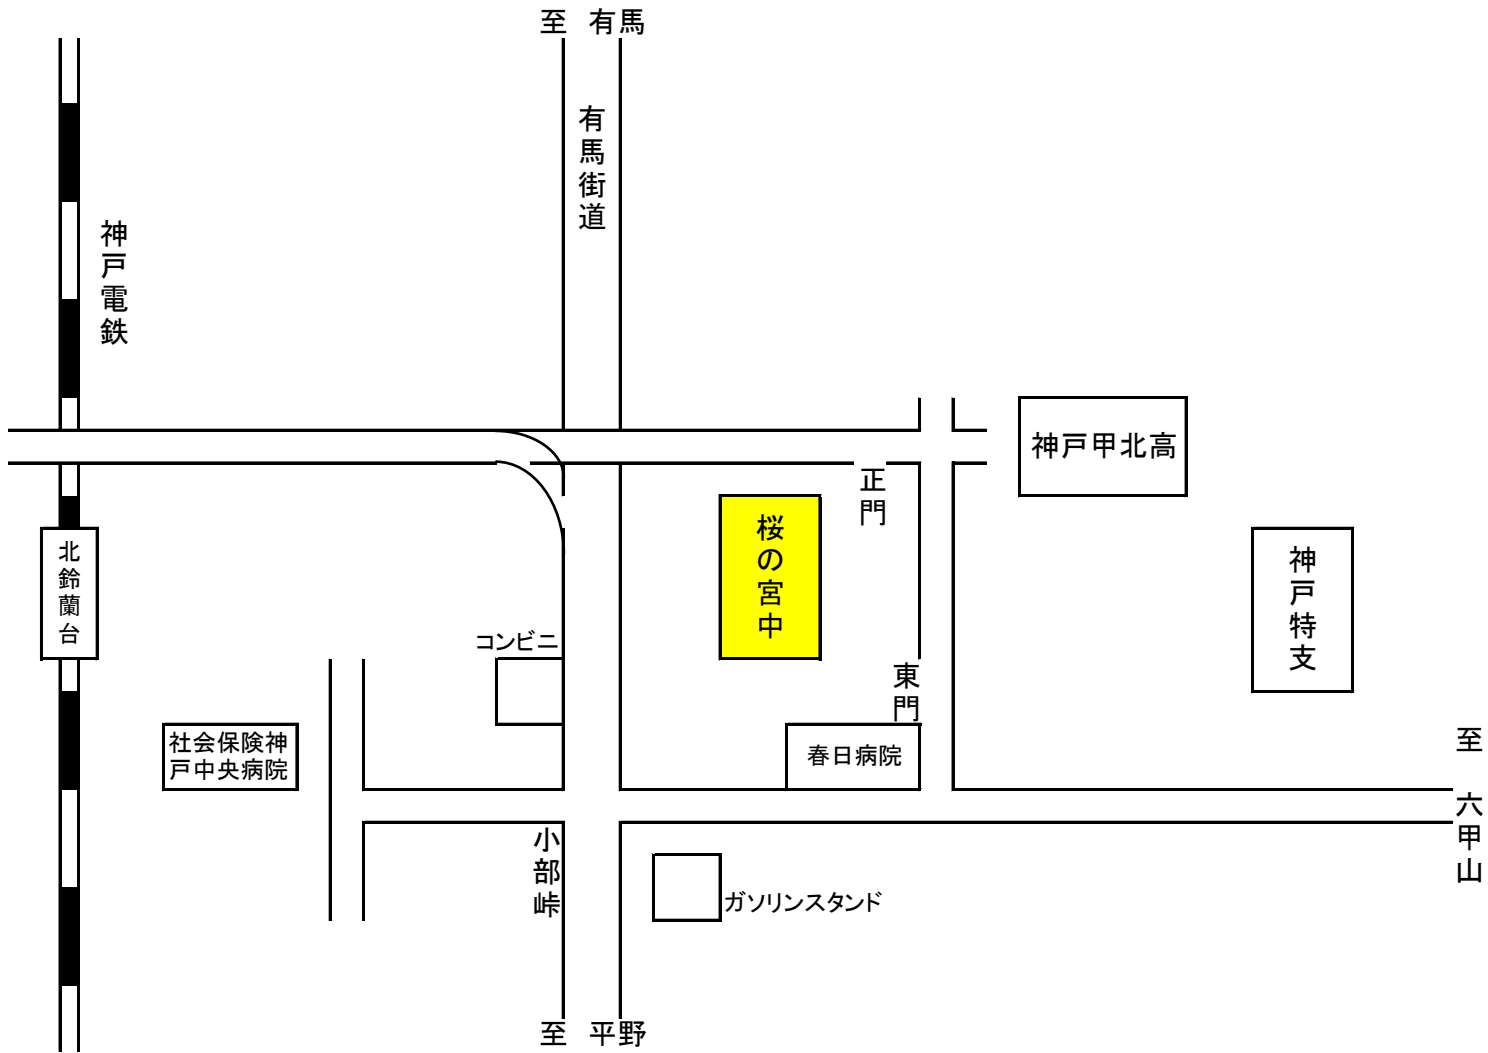 至 有馬
有馬街道
神戸電鉄
神戸甲北高
正門
桜の宮中
北鈴蘭台
神戸特支
コンビニ
東門
社会保険神
戸中央病院
春日病院
至 六甲山
小部峠
ガソリンスタンド
至 平野